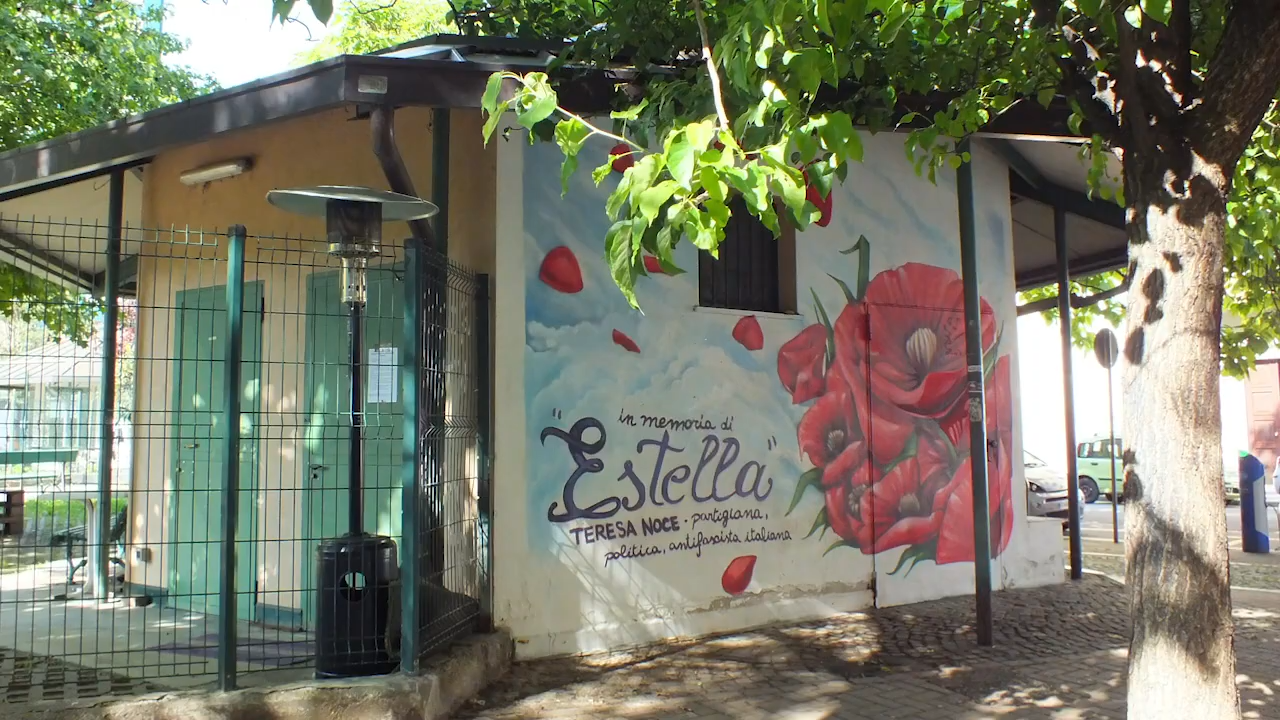 in memoria di
"Estella"
TERESA NOCE - partigiana,
politica, antifascista italiana